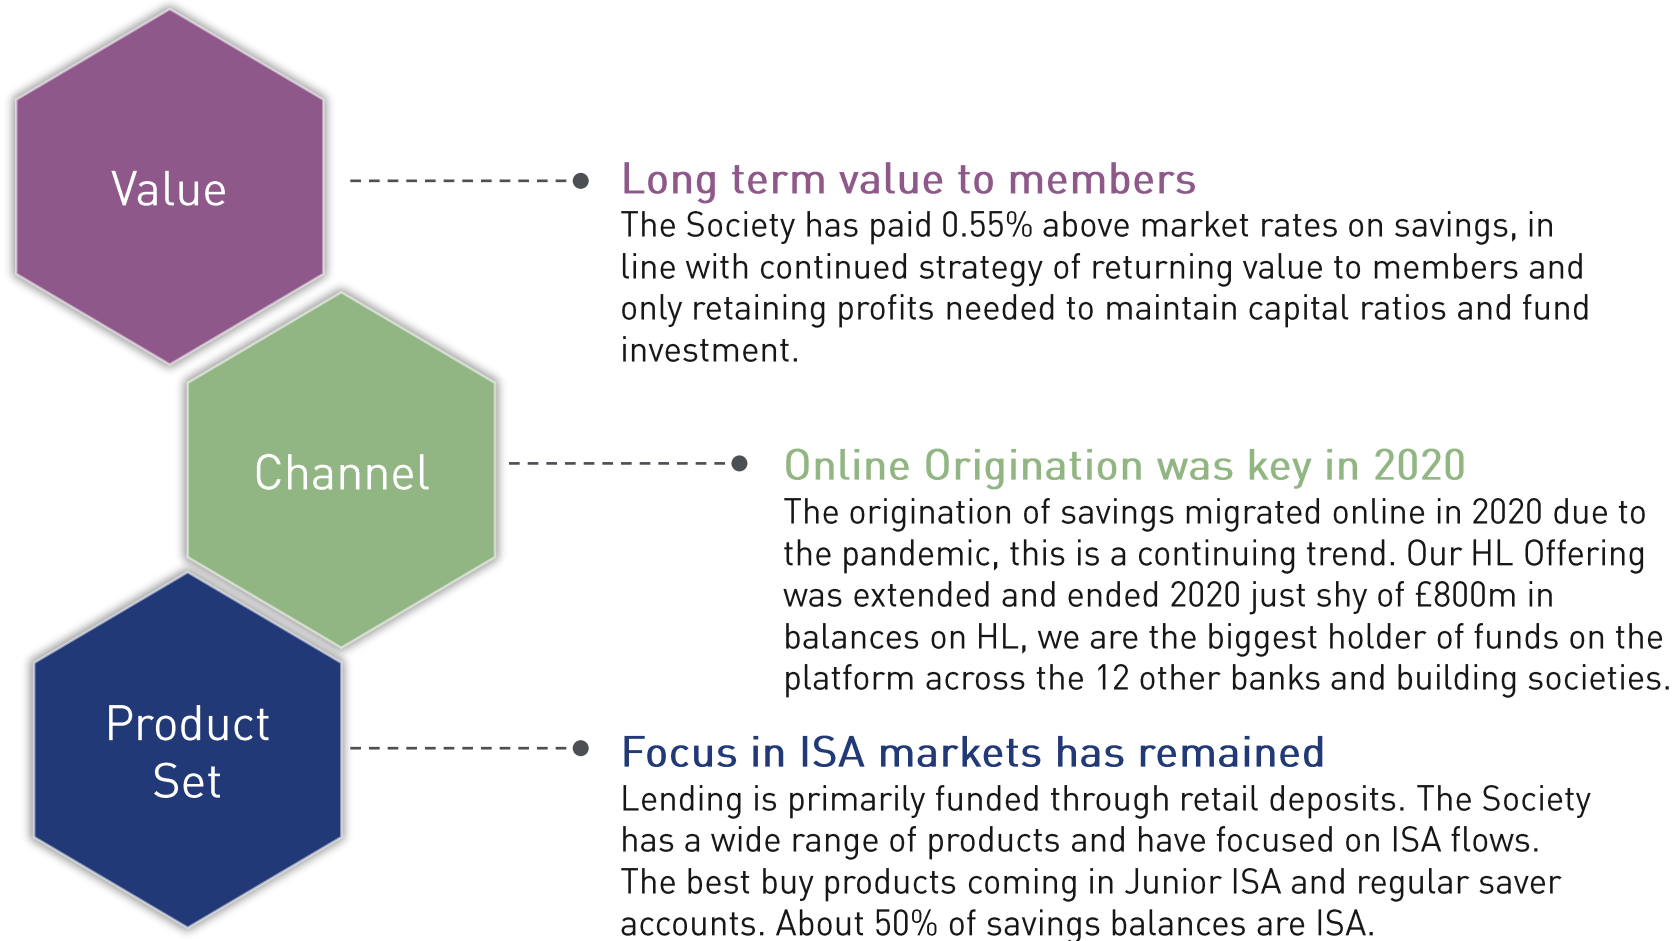 Value
Long term value to members
The Society has paid 0.55% above market rates on savings, in
line with continued strategy of returning value to members and
only retaining profits needed to maintain capital ratios and fund
investment.
Channel
Online Origination was key in 2020
The origination of savings migrated online in 2020 due to
the pandemic, this is a continuing trend. Our HL Offering
was extended and ended 2020 just shy of £800m in
balances on HL, we are the biggest holder of funds on the
platform across the 12 other banks and building societies.
Product
Set
Focus in ISA markets has remained
Lending is primarily funded through retail deposits. The Society
has a wide range of products and have focused on ISA flows.
The best buy products coming in Junior ISA and regular saver
accounts. About 50% of savings balances are ISA.